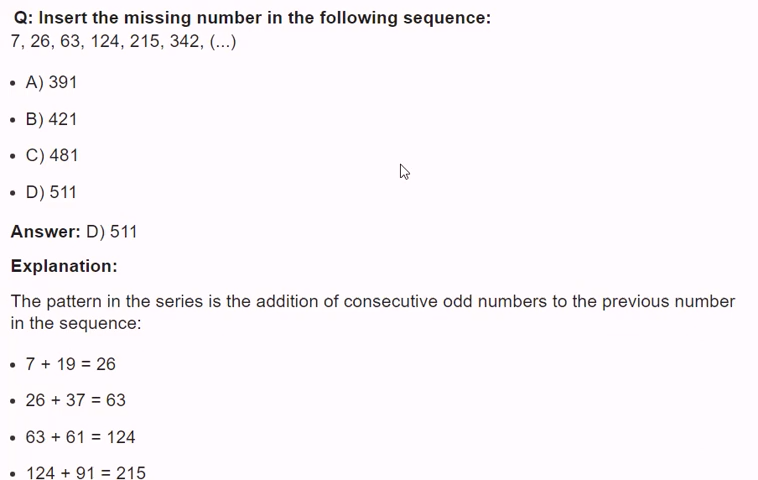 Q: Insert the missing number in the following sequence:
7, 26, 63, 124, 215, 342, (...)
• A) 391
• B) 421
• C) 481
• D) 511
Answer: D) 511
Explanation:
The pattern in the series is the addition of consecutive odd numbers to the previous number
in the sequence:
• 7 + 19 = 26
• 26 + 37 = 63
• 63 + 61 = 124
• 124 + 91 = 215